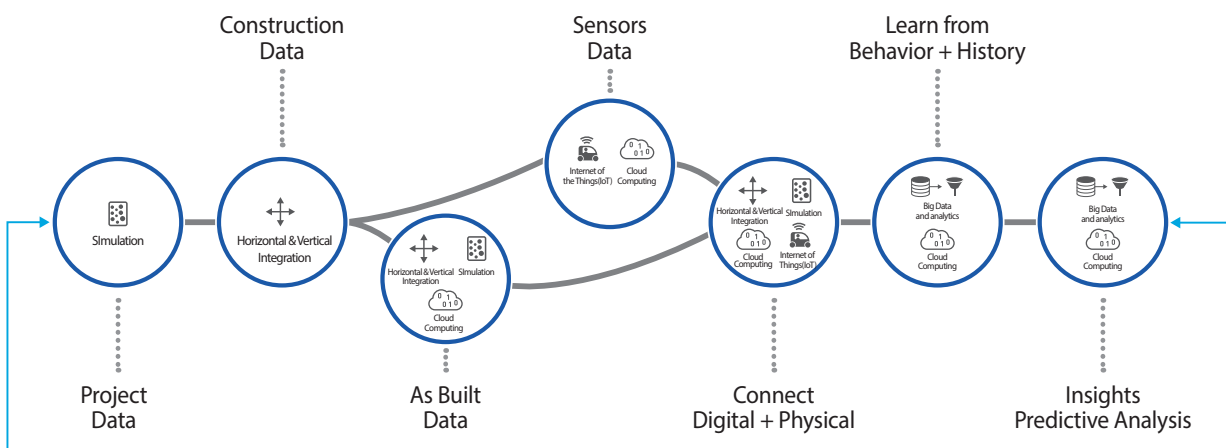 Construction
Data
Sensors
Data
Learn from
Behavior + History
SImulation
Horizontal & Vertical
Integration
Internet of
the Things(IoT)
Cloud
Computing
Horizontal & Vertical
Integration
SImulation
Cloud
Computing
Horizontal & Vertical
Integration
SImulation
Cloud
Computing
Internet of
Things(IoT)
Big Data
and analytics
Cloud
Computing
Big Data
and analytics
Cloud
Computing
Project
Data
As Built
Data
Connect
Digital + Physical
Insights
Predictive Analysis